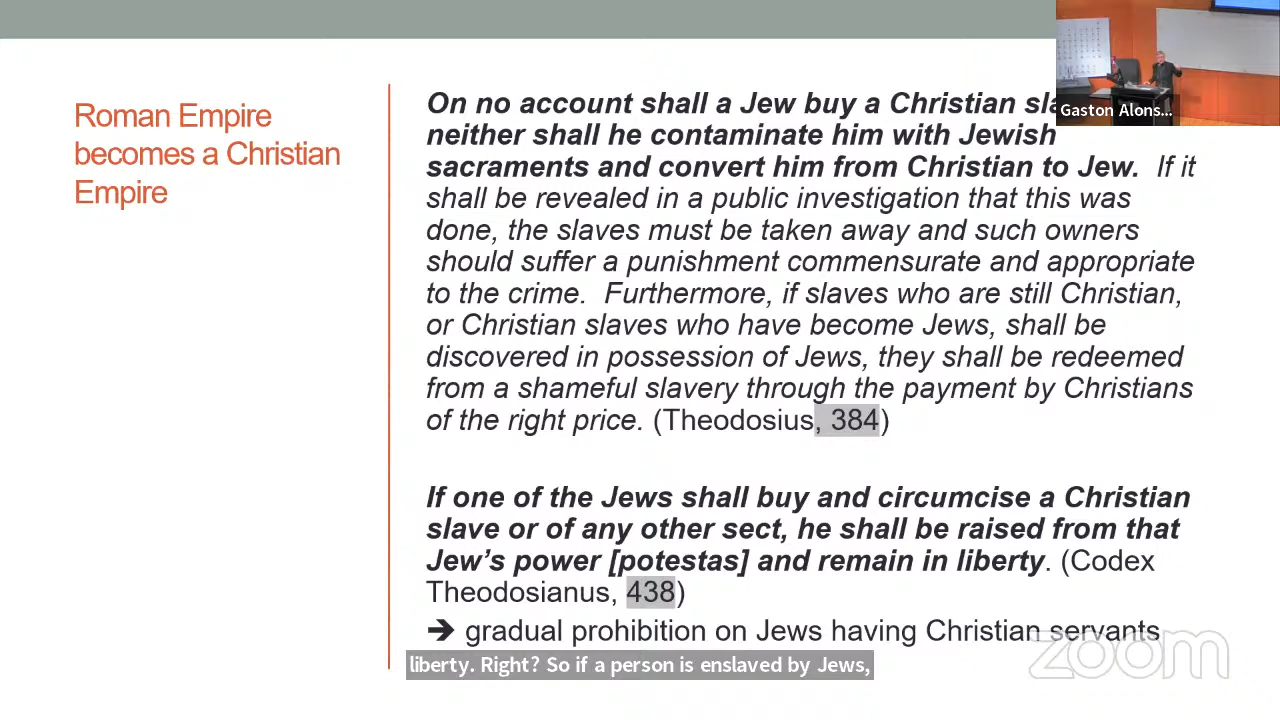 Roman Empire
becomes a Christian
Empire
On no account shall a Jew buy a Christian
neither shall he contaminate him with Jewish
sacraments and convert him from Christian to Jew. If it
shall be revealed in a public investigation that this was
done, the slaves must be taken away and such owners
should suffer a punishment commensurate and appropriate
to the crime. Furthermore, if slaves who are still Christian,
or Christian slaves who have become Jews, shall be
discovered in possession of Jews, they shall be redeemed
from a shameful slavery through the payment by Christians
of the right price. (Theodosius, 384)
If one of the Jews shall buy and circumcise a Christian
slave or of any other sect, he shall be raised from that
Jew's power [potestas] and remain in liberty. (Codex
Theodosianus, 438)
➔ gradual prohibition on Jews having Christian servants
liberty. Right? So if a person is enslaved by Jews,
Gaston Alons...
zoom